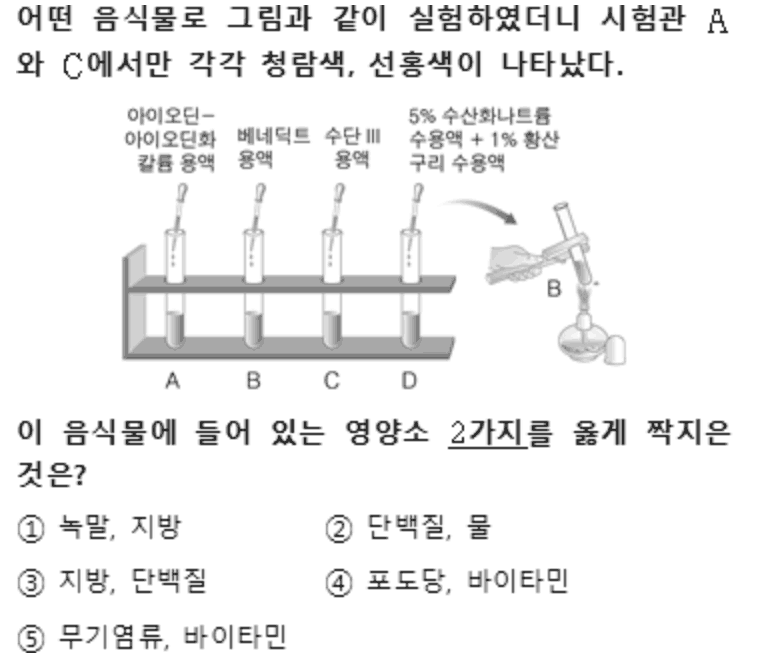 어떤 음식물로 그림과 같이 실험하였더니 시험관 A
와 C에서만 각각 청람색, 선홍색이 나타났다.
아이오딘-
아이오딘화
칼륨 용액
베네딕트
용액
수단 III
용액
5% 수산화나트륨
수용액 + 1% 황산
구리 수용액
B
A B C D
이 음식물에 들어 있는 영양소 2가지를 옳게 짝지은
것은?
① 녹말, 지방 ② 단백질, 물
③ 지방, 단백질 ④ 포도당, 바이타민
⑤ 무기염류, 바이타민